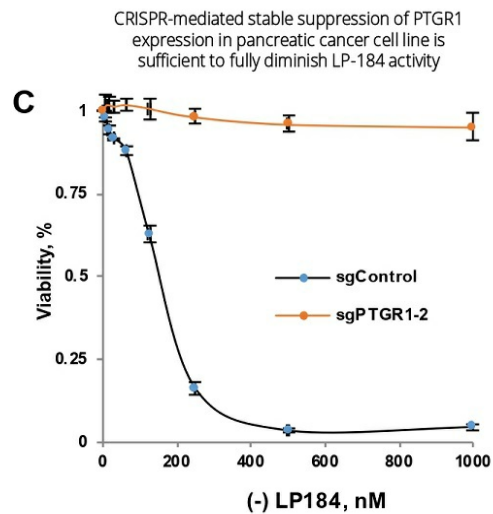 CRISPR-mediated stable suppression of PTGR1
expression in pancreatic cancer cell line is
sufficient to fully diminish LP-184 activity
C
Viability, %
1
0.75
0.5
0.25
0
sgControl
sgPTGR1-2
0 200 400 600 800 1000
(-) LP184, nM